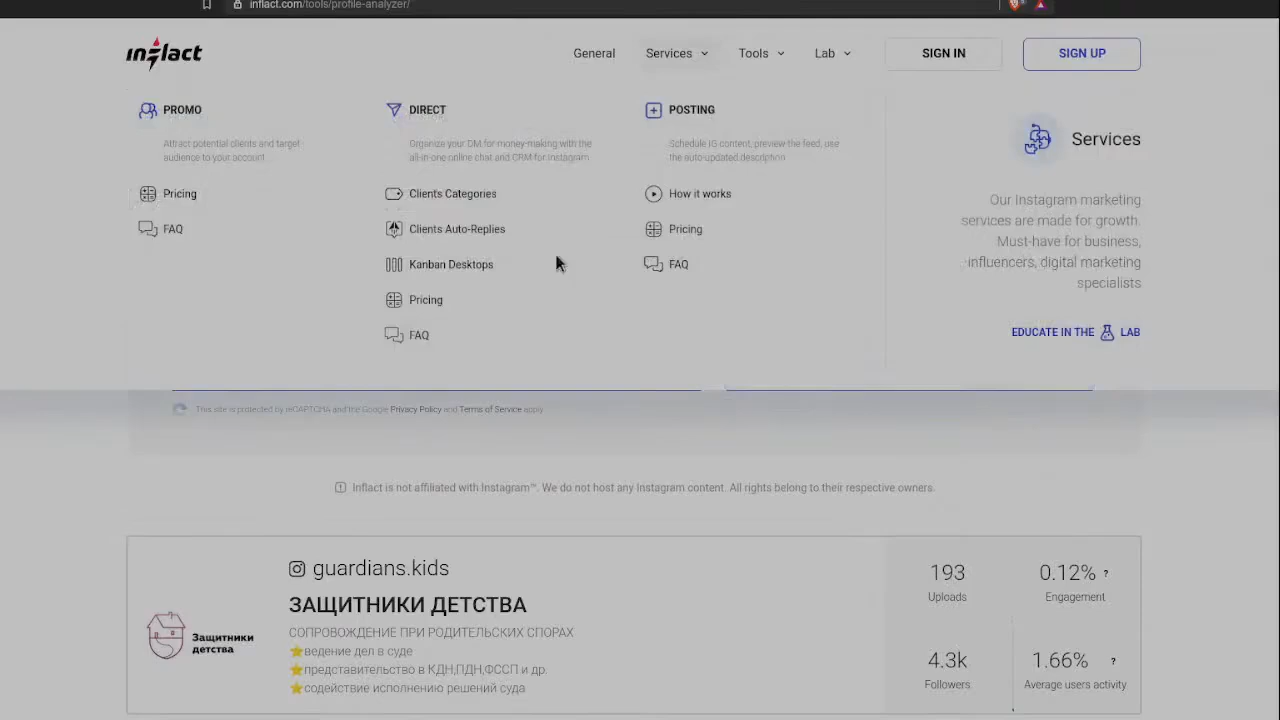 inflact.com/tools/profile-analyzer/
inflact
General
Services
Tools
Lab
SIGN IN
SIGN UP
PROMO
Attract potential clients and target
audience to your account
Pricing
FAQ
DIRECT
Organize your DM for money-making with the
all-in-one online chat and CRM for Instagram
Clients Categories
Clients Auto-Replies
Kanban Desktops
Pricing
FAQ
POSTING
Schedule IG content, preview the feed, use
the auto-updated description
How it works
Pricing
FAQ
Services
Our Instagram marketing
services are made for growth.
Must-have for business,
influencers, digital marketing
specialists
EDUCATE IN THE LAB
This site is protected by reCAPTCHA and the Google Privacy Policy and Terms of Service apply
Inflact is not affiliated with Instagram™. We do not host any Instagram content. All rights belong to their respective owners.
Защитники
детства
guardians.kids
ЗАЩИТНИКИ ДЕТСТВА
СОПРОВОЖДЕНИЕ ПРИ РОДИТЕЛЬСКИХ СПОРАХ
⭐ведение дел в суде
⭐представительство в КДН,ПДН,ФССП и др.
⭐содействие исполнению решений суда
193
Uploads
0.12% ?
Engagement
4.3k
Followers
1.66% ?
Average users activity